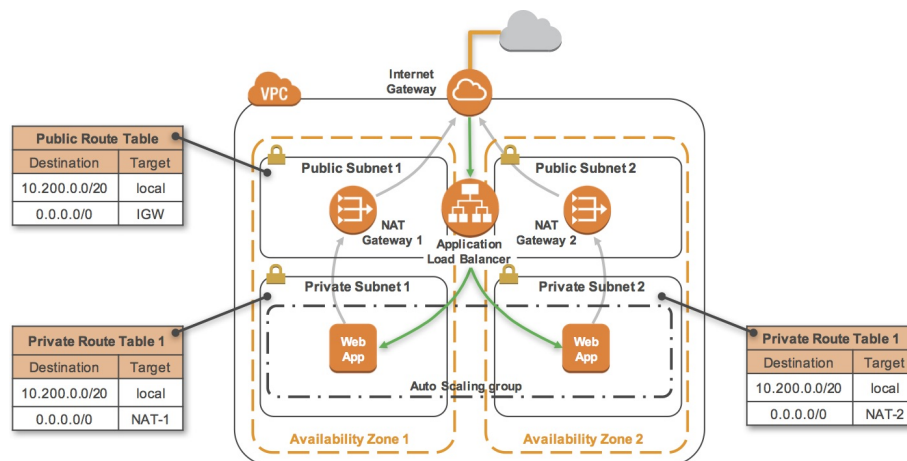 Internet
Gateway
VPC
Public Route Table
Destination Target
10.200.0.0/20 local
0.0.0.0/0 IGW
Public Subnet 1
Public Subnet 2
NAT
Gateway 1
NAT
Gateway 2
Application
Load Balancer
Private Subnet 1
Private Subnet 2
Web
App
Web
App
Auto Scaling group
Private Route Table 1
Destination Target
10.200.0.0/20 local
0.0.0.0/0 NAT-1
Private Route Table 1
Destination Target
10.200.0.0/20 local
0.0.0.0/0 NAT-2
Availability Zone 1
Availability Zone 2